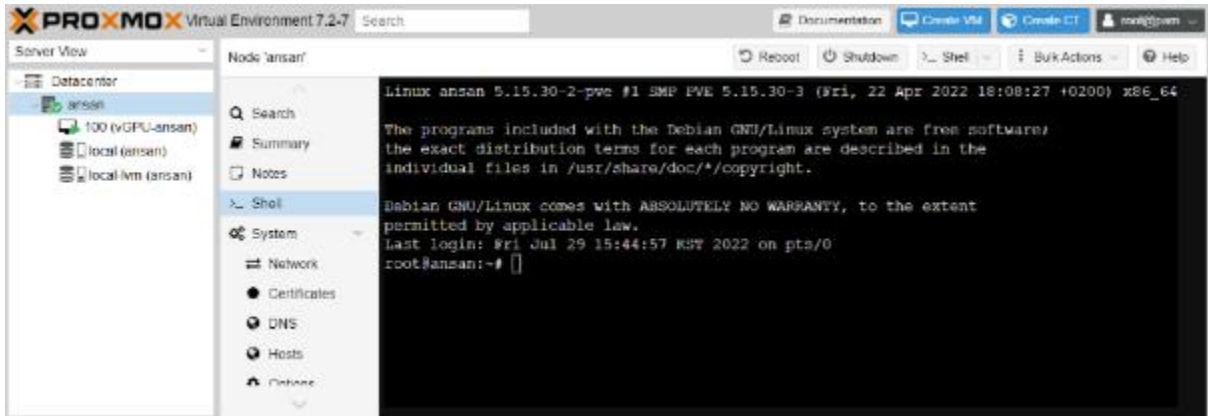 PROXMOX Virtual Environment 7.2-7 Search
Documentation Create VM Create CT root@pam
Server View
Datacenter
ansan
100 (vGPU-ansan)
local (ansan)
local-lvm (ansan)
Node 'ansan'
Reboot Shutdown >_ Shell Bulk Actions Help
Search
Summary
Notes
>_ Shell
System
Network
Certificates
DNS
Hosts
Options
Linux ansan 5.15.30-2-pve #1 SMP PVE 5.15.30-3 (Fri, 22 Apr 2022 18:08:27 +0200) x86_64
The programs included with the Debian GNU/Linux system are free software;
the exact distribution terms for each program are described in the
individual files in /usr/share/doc/*/copyright.
Debian GNU/Linux comes with ABSOLUTELY NO WARRANTY, to the extent
permitted by applicable law.
Last login: Fri Jul 29 15:44:57 KST 2022 on pts/0
root@ansan:~#